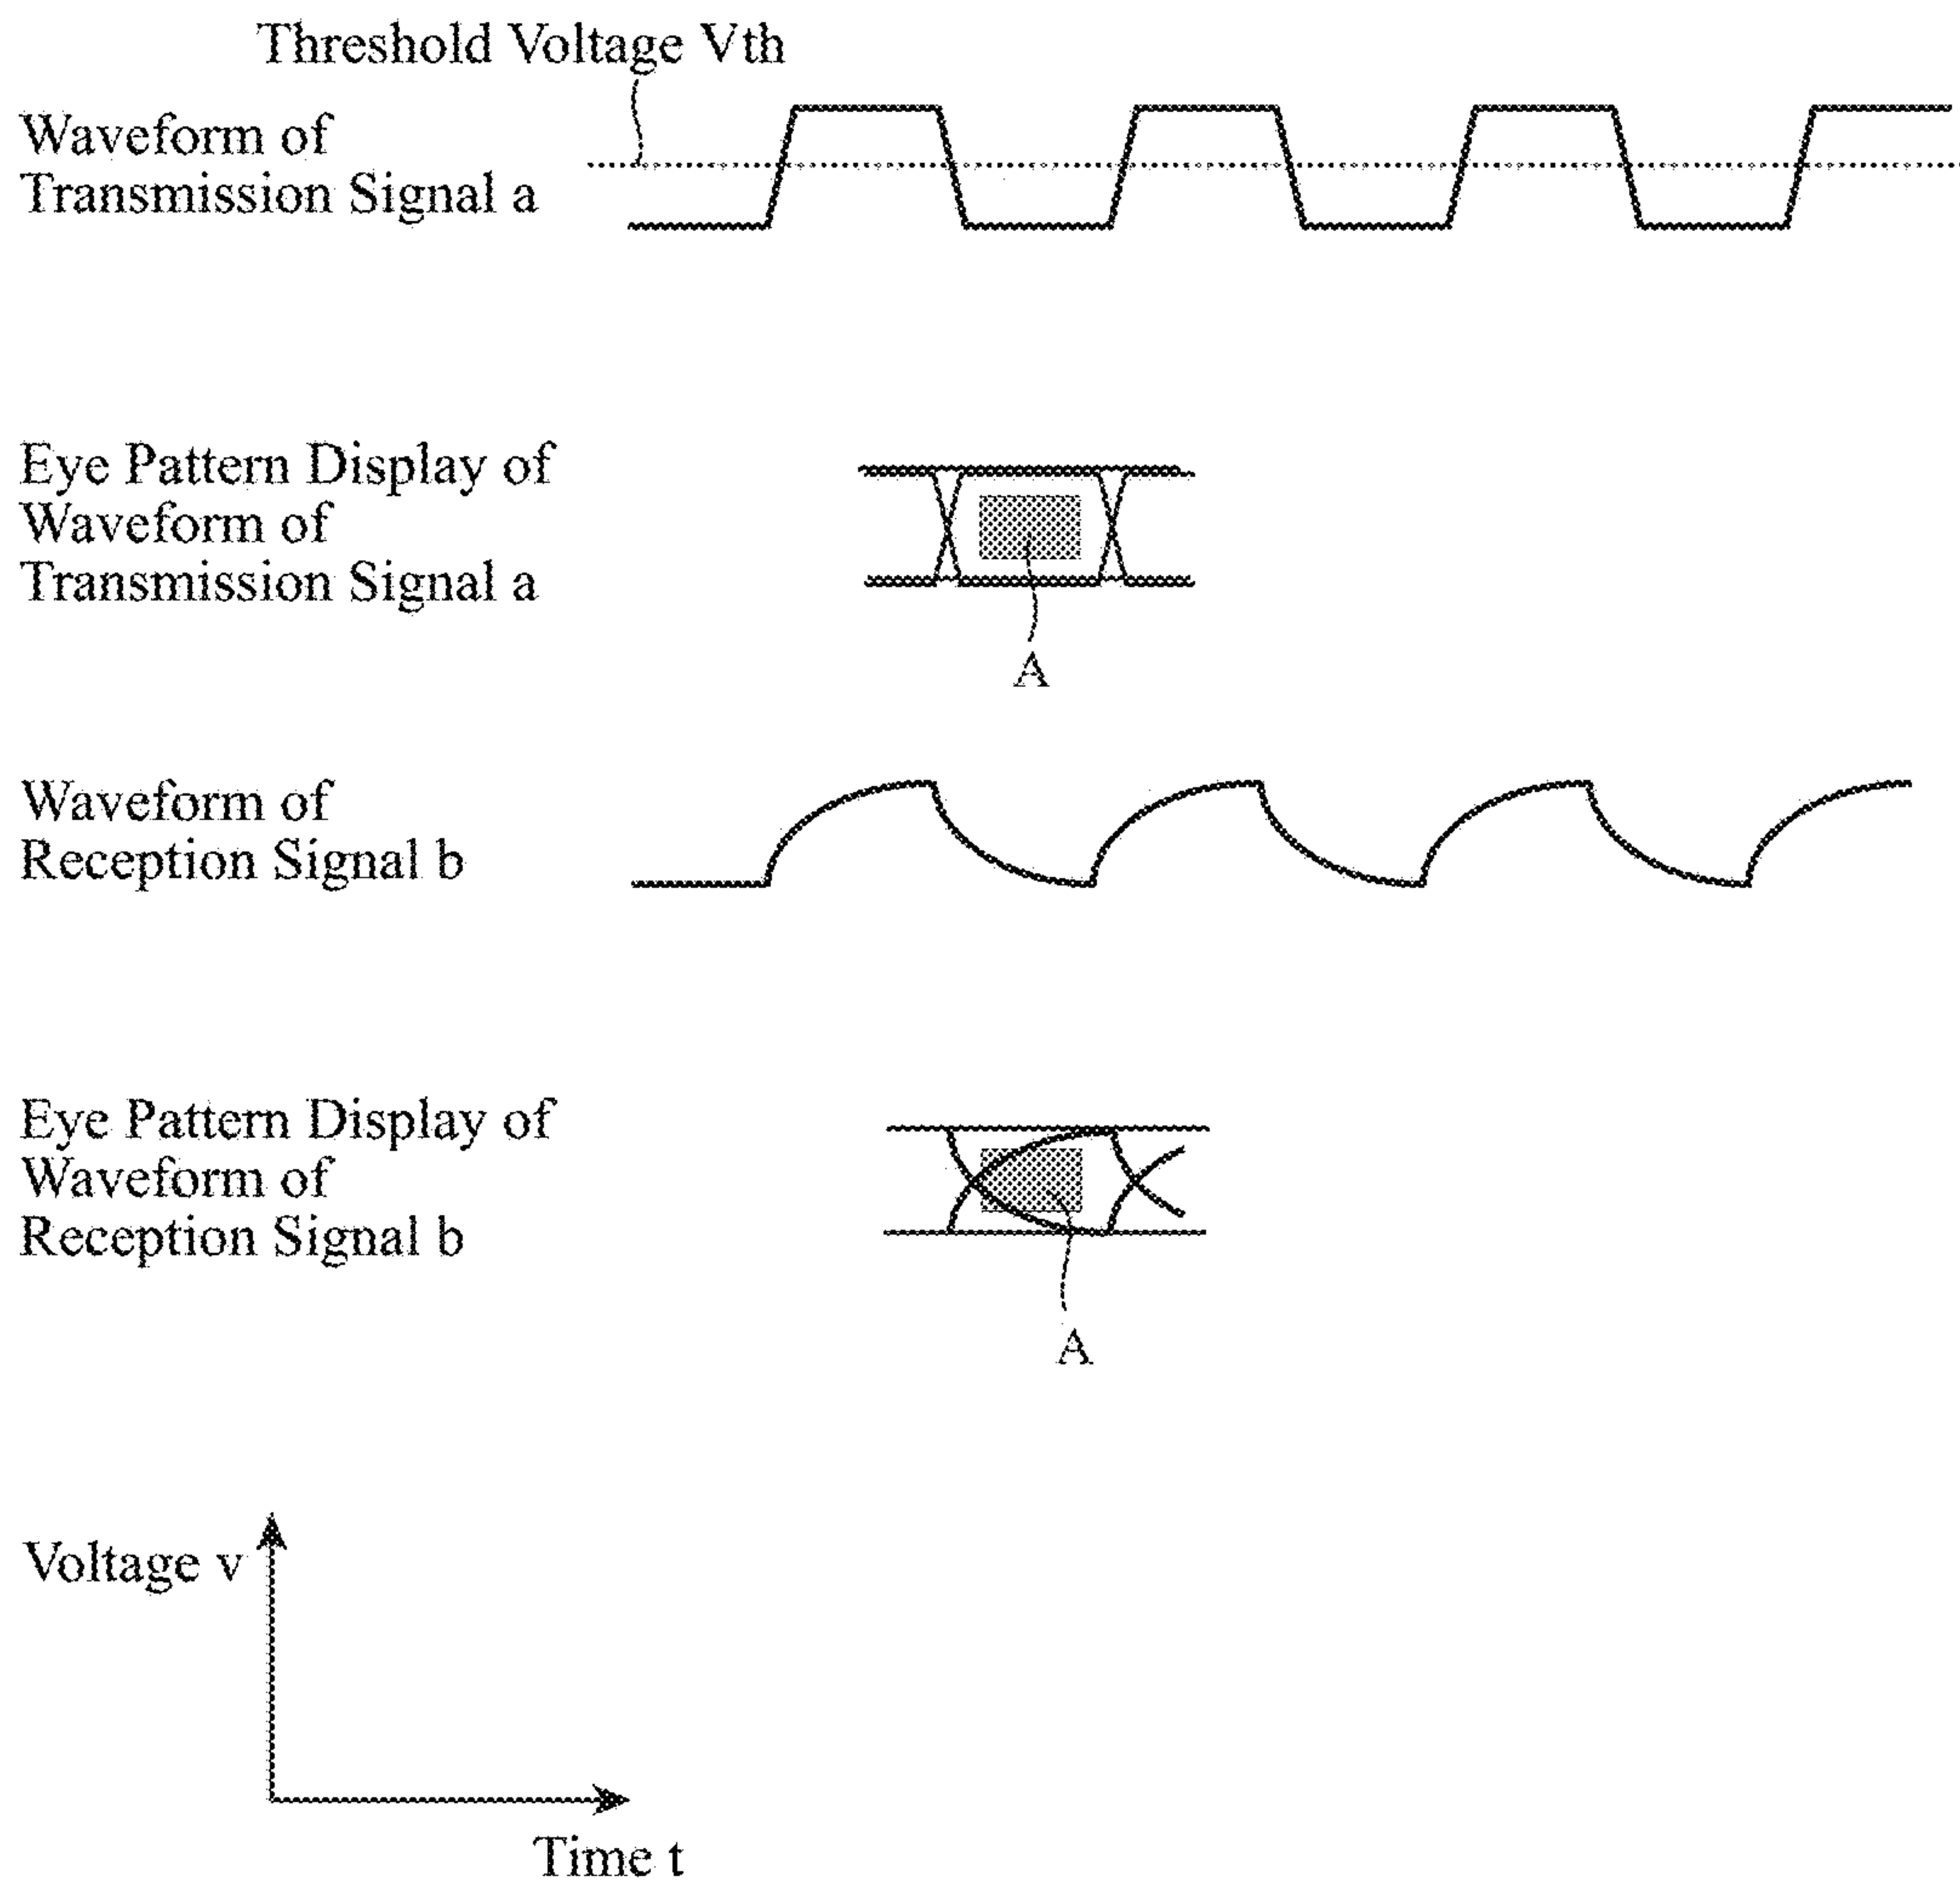 Threshold Voltage Vth
Waveform of
Transmission Signal a
Eye Pattern Display of
Waveform of
Transmission Signal a
A
Waveform of
Reception Signal b
Eye Pattern Display of
Waveform of
Reception Signal b
A
Voltage v
Time t